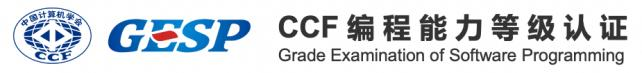 中国计算机学会
CCF
GESP
CCF 编程能力等级认证
Grade Examination of Software Programming